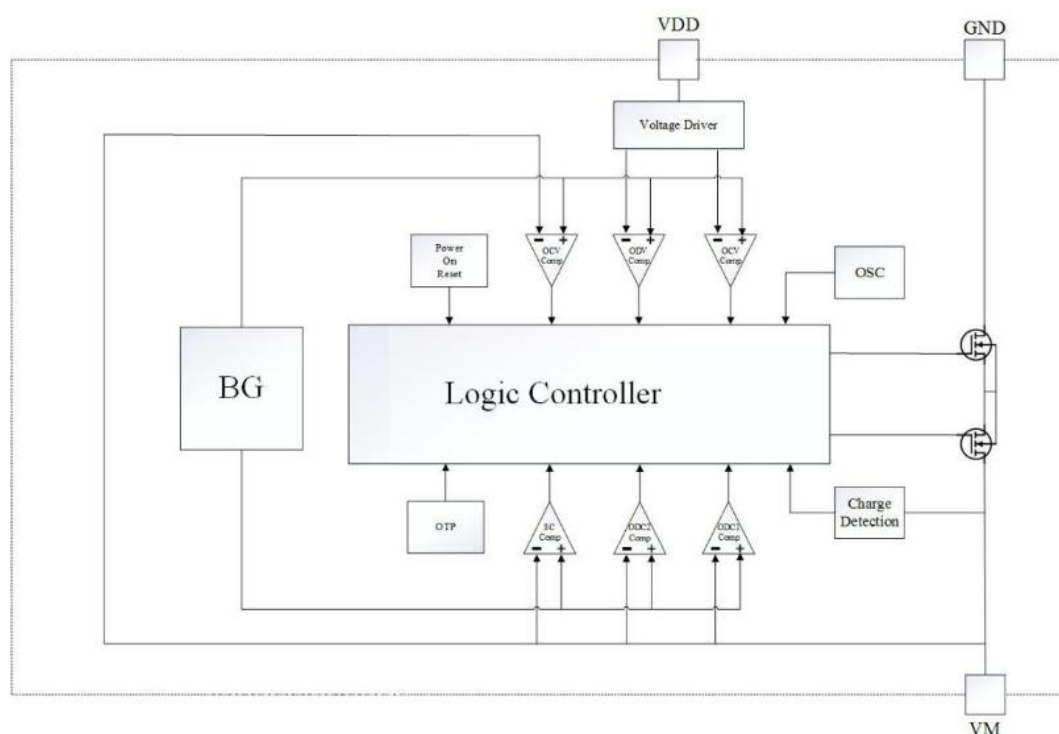 VDD
GND
Voltage Driver
- +
OCV
Comp
- +
ODV
Comp
- +
OCV
Comp
Power
On
Reset
OSC
BG
Logic Controller
OTP
SC
Comp
- +
ODC2
Comp
- +
ODC1
Comp
- +
Charge
Detection
VM